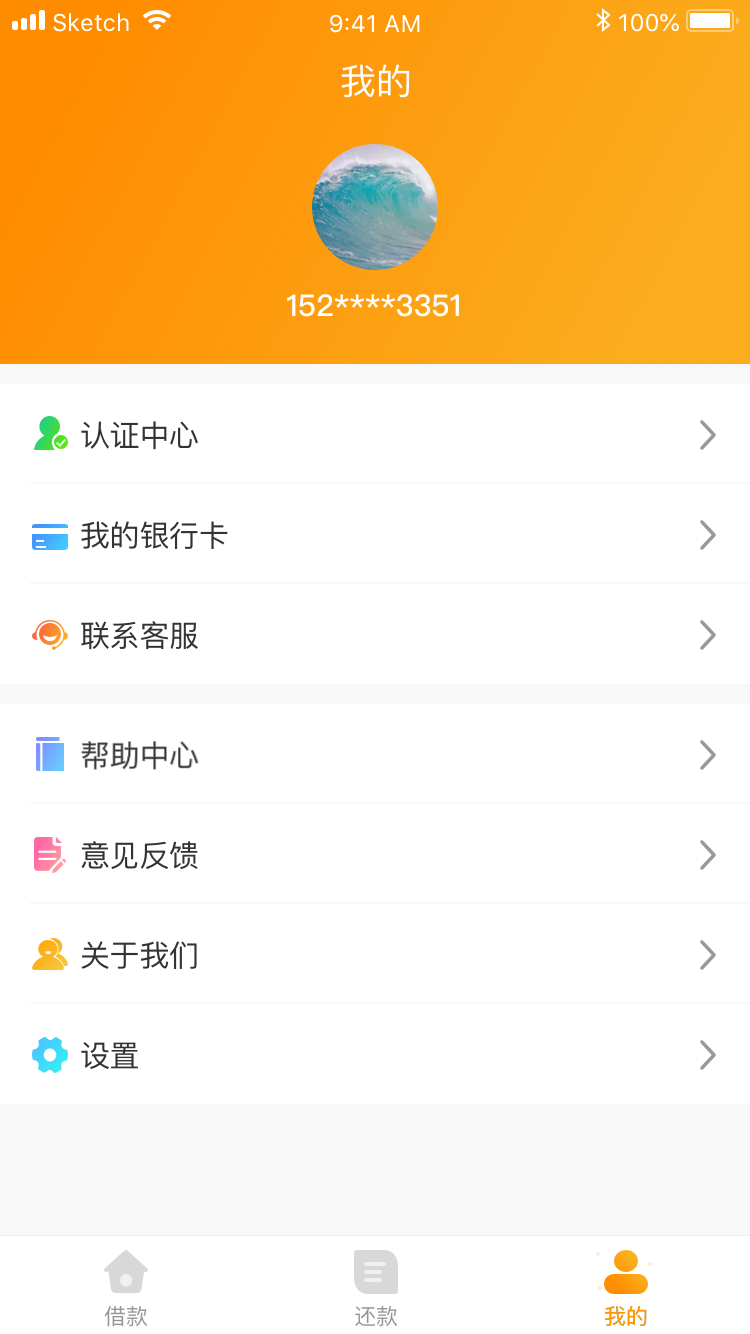 Sketch 9:41 AM 100%
我的
152****3351
认证中心
我的银行卡
联系客服
帮助中心
意见反馈
关于我们
设置
借款 还款 我的